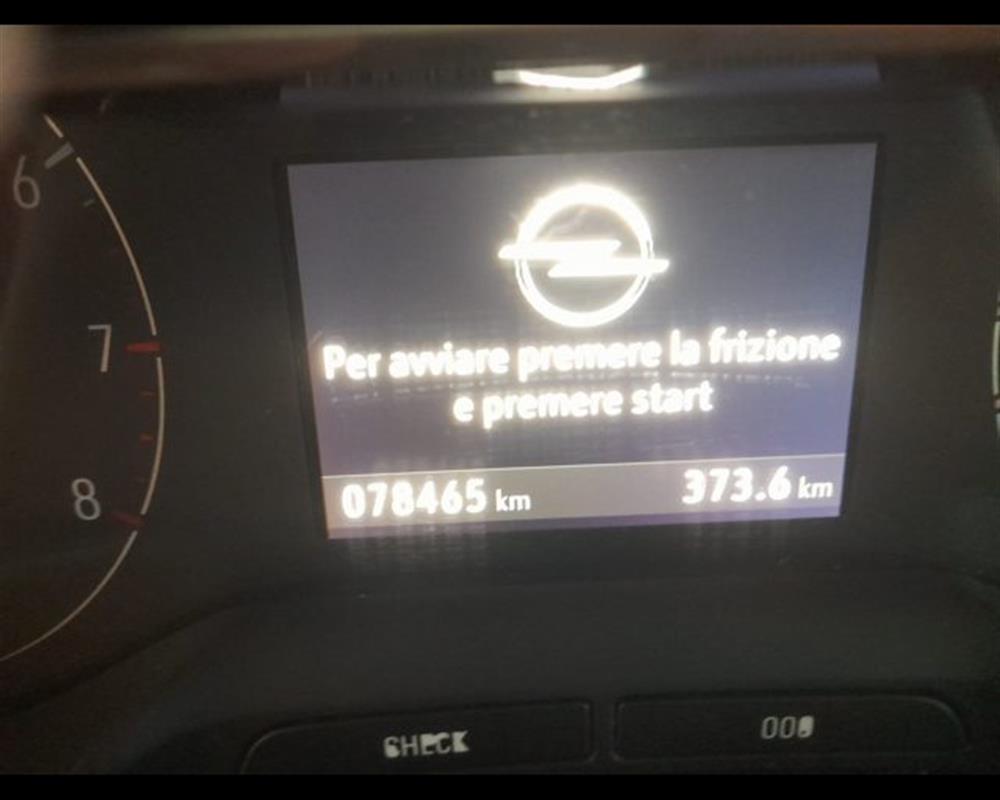 6
7
8
Per avviare premere la frizione
e premere start
078465 km 373.6 km
CHECK 000